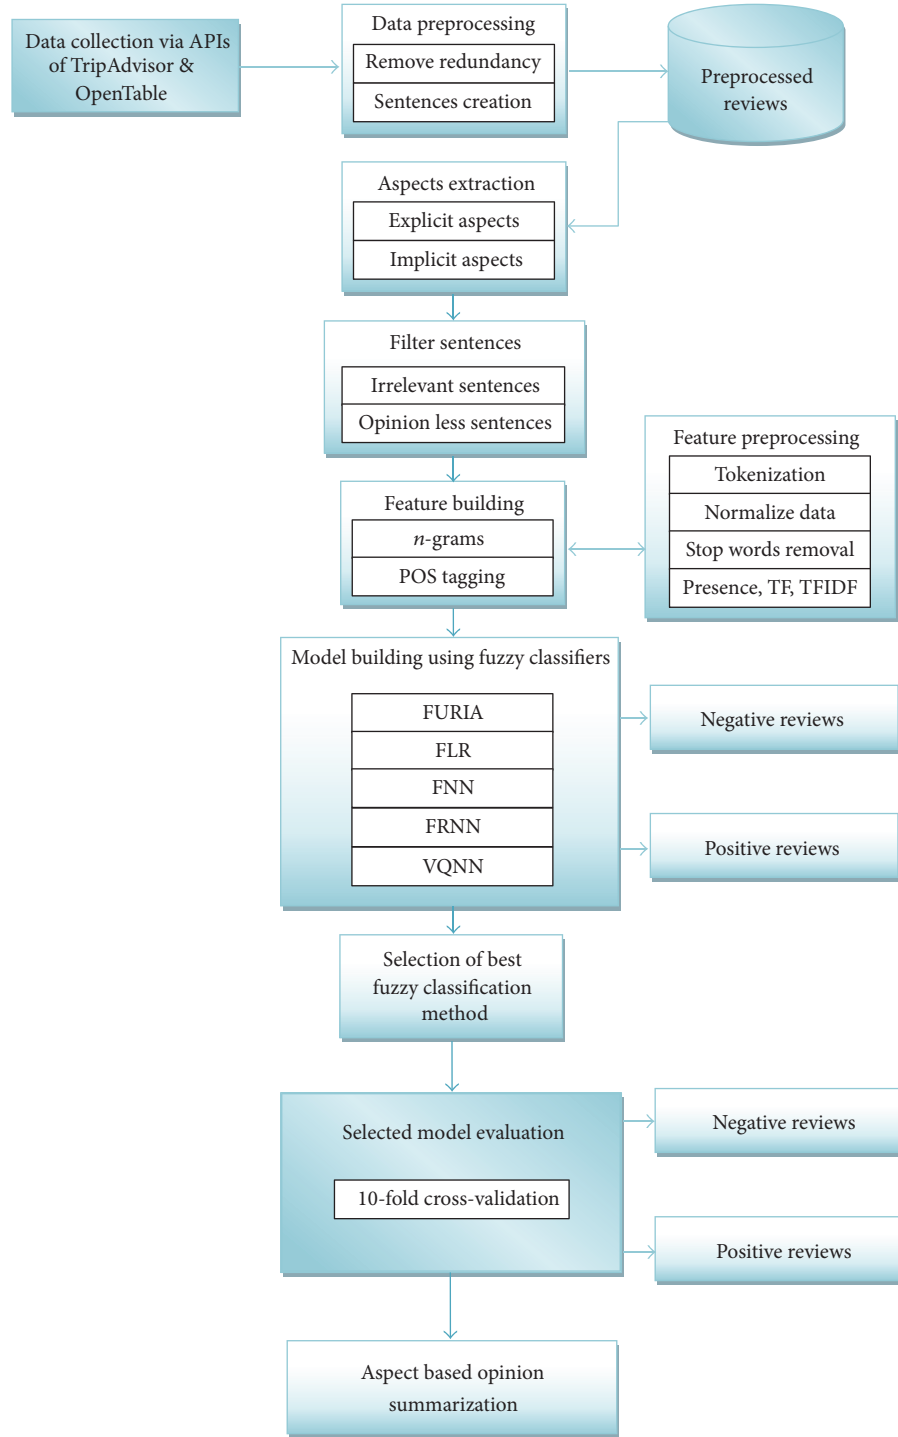 Data collection via APIs
of TripAdvisor &
OpenTable
Data preprocessing
Remove redundancy
Sentences creation
Preprocessed
reviews
Aspects extraction
Explicit aspects
Implicit aspects
Filter sentences
Irrelevant sentences
Opinion less sentences
Feature building
n-grams
POS tagging
Feature preprocessing
Tokenization
Normalize data
Stop words removal
Presence, TF, TFIDF
Model building using fuzzy classifiers
FURIA
FLR
FNN
FRNN
VQNN
Negative reviews
Positive reviews
Selection of best
fuzzy classification
method
Selected model evaluation
10-fold cross-validation
Negative reviews
Positive reviews
Aspect based opinion
summarization